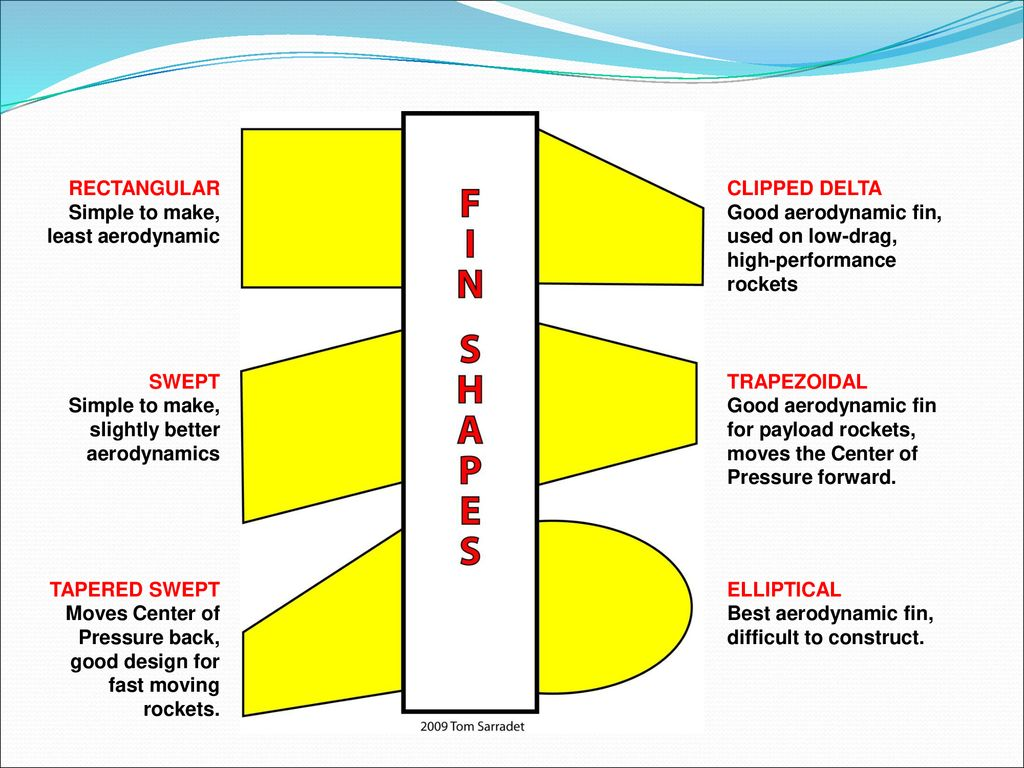 RECTANGULAR
Simple to make,
least aerodynamic
SWEPT
Simple to make,
slightly better
aerodynamics
TAPERED SWEPT
Moves Center of
Pressure back,
good design for
fast moving
rockets.
FIN SHAPES
CLIPPED DELTA
Good aerodynamic fin,
used on low-drag,
high-performance
rockets
TRAPEZOIDAL
Good aerodynamic fin
for payload rockets,
moves the Center of
Pressure forward.
ELLIPTICAL
Best aerodynamic fin,
difficult to construct.
2009 Tom Sarradet